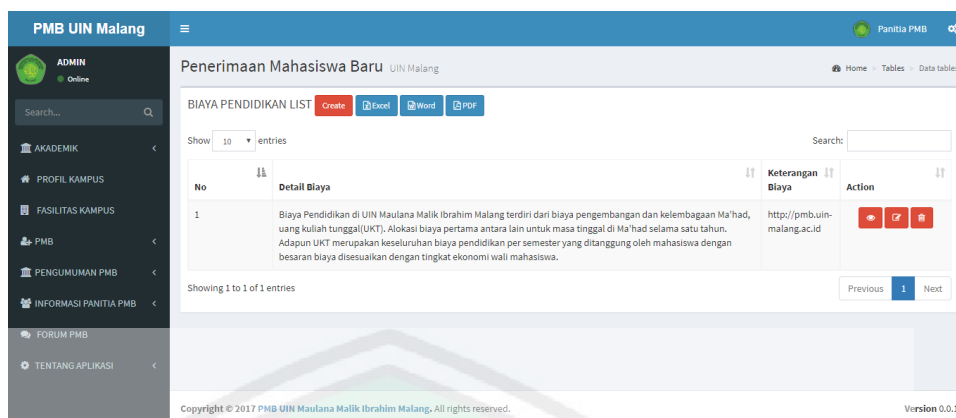 PMB UIN Malang
Panitia PMB
ADMIN
Online
Search...
AKADEMIK
PROFIL KAMPUS
FASILITAS KAMPUS
PMB
PENGUMUMAN PMB
INFORMASI PANITIA PMB
FORUM PMB
TENTANG APLIKASI
Penerimaan Mahasiswa Baru UIN Malang
Home > Tables > Data tables
BIAYA PENDIDIKAN LIST Create Excel Word PDF
Show 10 entries
Search:
No Detail Biaya Keterangan Biaya Action
1
Biaya Pendidikan di UIN Maulana Malik Ibrahim Malang terdiri dari biaya pengembangan dan kelembagaan Ma'had,
uang kuliah tunggal(UKT). Alokasi biaya pertama antara lain untuk masa tinggal di Ma'had selama satu tahun.
Adapun UKT merupakan keseluruhan biaya pendidikan per semester yang ditanggung oleh mahasiswa dengan
besaran biaya disesuaikan dengan tingkat ekonomi wali mahasiswa.
http://pmb.uin-
malang.ac.id
Showing 1 to 1 of 1 entries
Previous 1 Next
Copyright © 2017 PMB UIN Maulana Malik Ibrahim Malang. All rights reserved.
Version 0.0.1